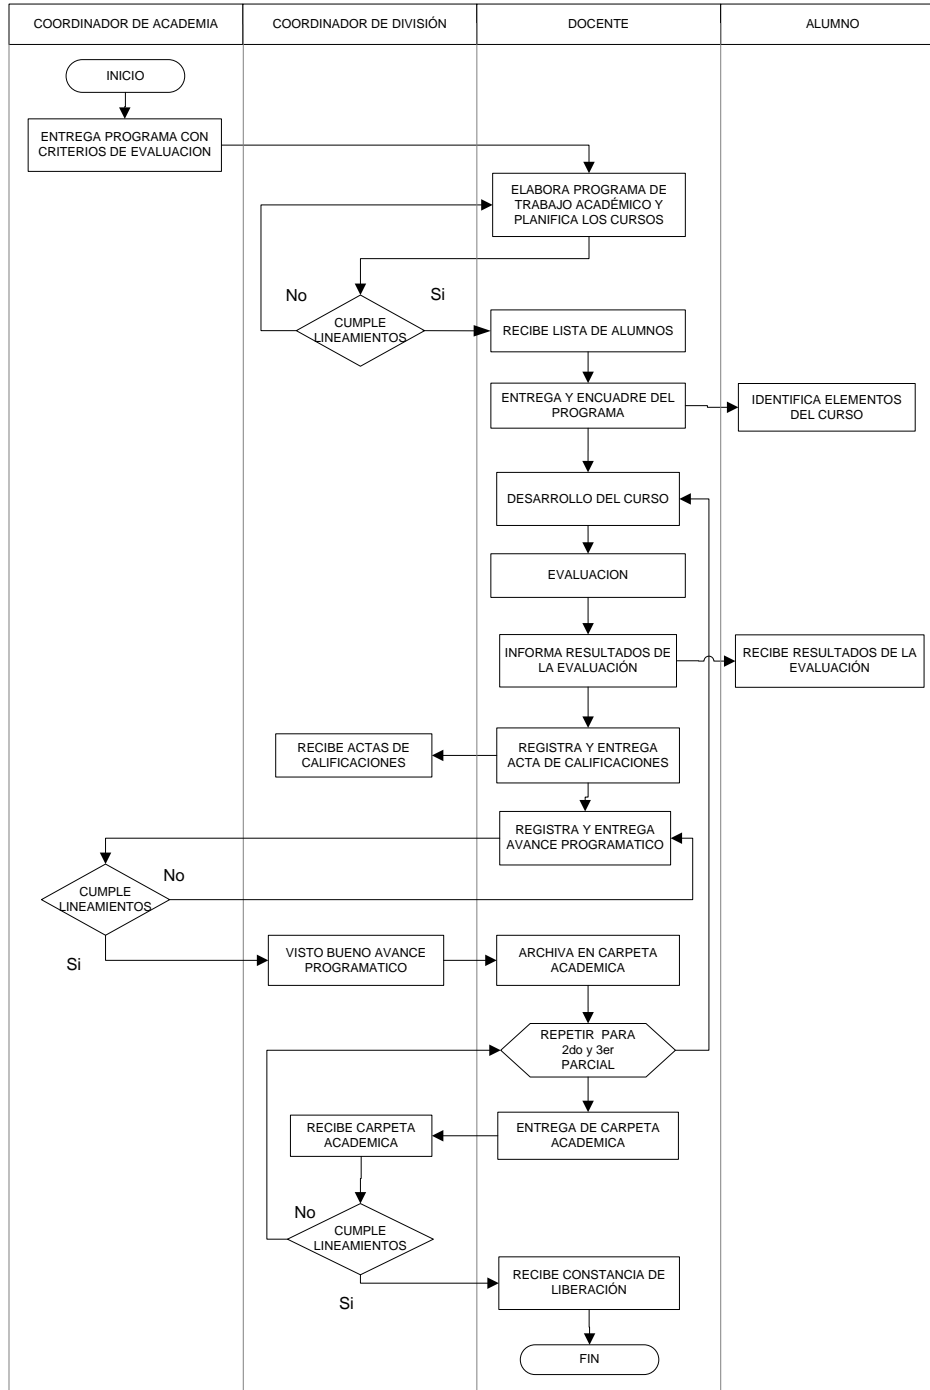 COORDINADOR DE ACADEMIA
COORDINADOR DE DIVISIÓN
DOCENTE
ALUMNO
INICIO
ENTREGA PROGRAMA CON
CRITERIOS DE EVALUACION
ELABORA PROGRAMA DE
TRABAJO ACADÉMICO Y
PLANIFICA LOS CURSOS
No
Si
CUMPLE
LINEAMIENTOS
RECIBE LISTA DE ALUMNOS
ENTREGA Y ENCUADRE DEL
PROGRAMA
IDENTIFICA ELEMENTOS
DEL CURSO
DESARROLLO DEL CURSO
EVALUACION
INFORMA RESULTADOS DE
LA EVALUACIÓN
RECIBE RESULTADOS DE LA
EVALUACIÓN
RECIBE ACTAS DE
CALIFICACIONES
REGISTRA Y ENTREGA
ACTA DE CALIFICACIONES
REGISTRA Y ENTREGA
AVANCE PROGRAMATICO
CUMPLE
LINEAMIENTOS
No
Si
VISTO BUENO AVANCE
PROGRAMATICO
ARCHIVA EN CARPETA
ACADEMICA
REPETIR PARA
2do y 3er
PARCIAL
RECIBE CARPETA
ACADEMICA
ENTREGA DE CARPETA
ACADEMICA
No
CUMPLE
LINEAMIENTOS
Si
RECIBE CONSTANCIA DE
LIBERACIÓN
FIN